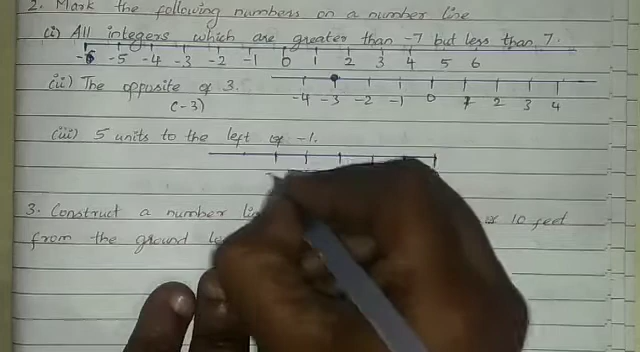 2. Mark the following numbers on a number line
(i) All integers which are greater than -7 but less than 7.
-6 -5 -4 -3 -2 -1 0 1 2 3 4 5 6
(ii) The opposite of 3.
(-3)
-4 -3 -2 -1 0 1 2 3 4
(iii) 5 units to the left of -1.
3. Construct a number 10 feet
from the ground